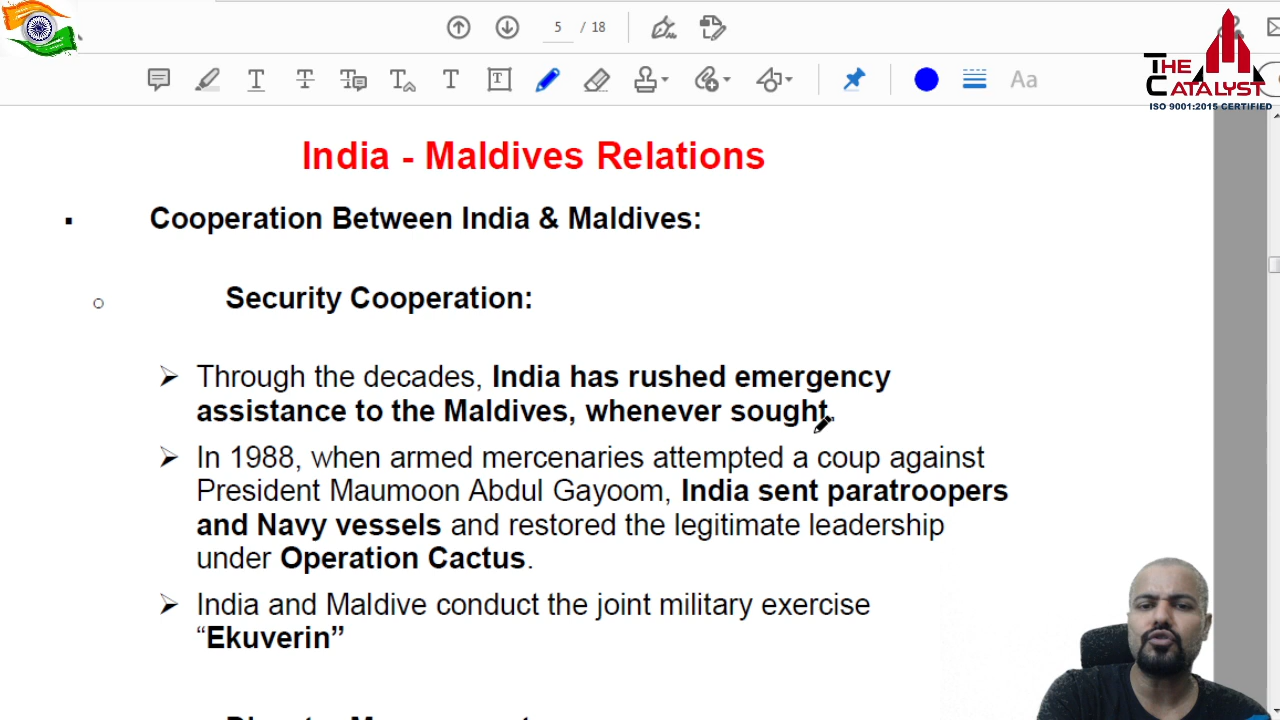 5 / 18
THE
CATALYST
ISO 9001:2015 CERTiFiED
T T T T T T Aa
India - Maldives Relations
▪ Cooperation Between India & Maldives:
o Security Cooperation:
➢ Through the decades, India has rushed emergency
assistance to the Maldives, whenever sought.
➢ In 1988, when armed mercenaries attempted a coup against
President Maumoon Abdul Gayoom, India sent paratroopers
and Navy vessels and restored the legitimate leadership
under Operation Cactus.
➢ India and Maldive conduct the joint military exercise
“Ekuverin”